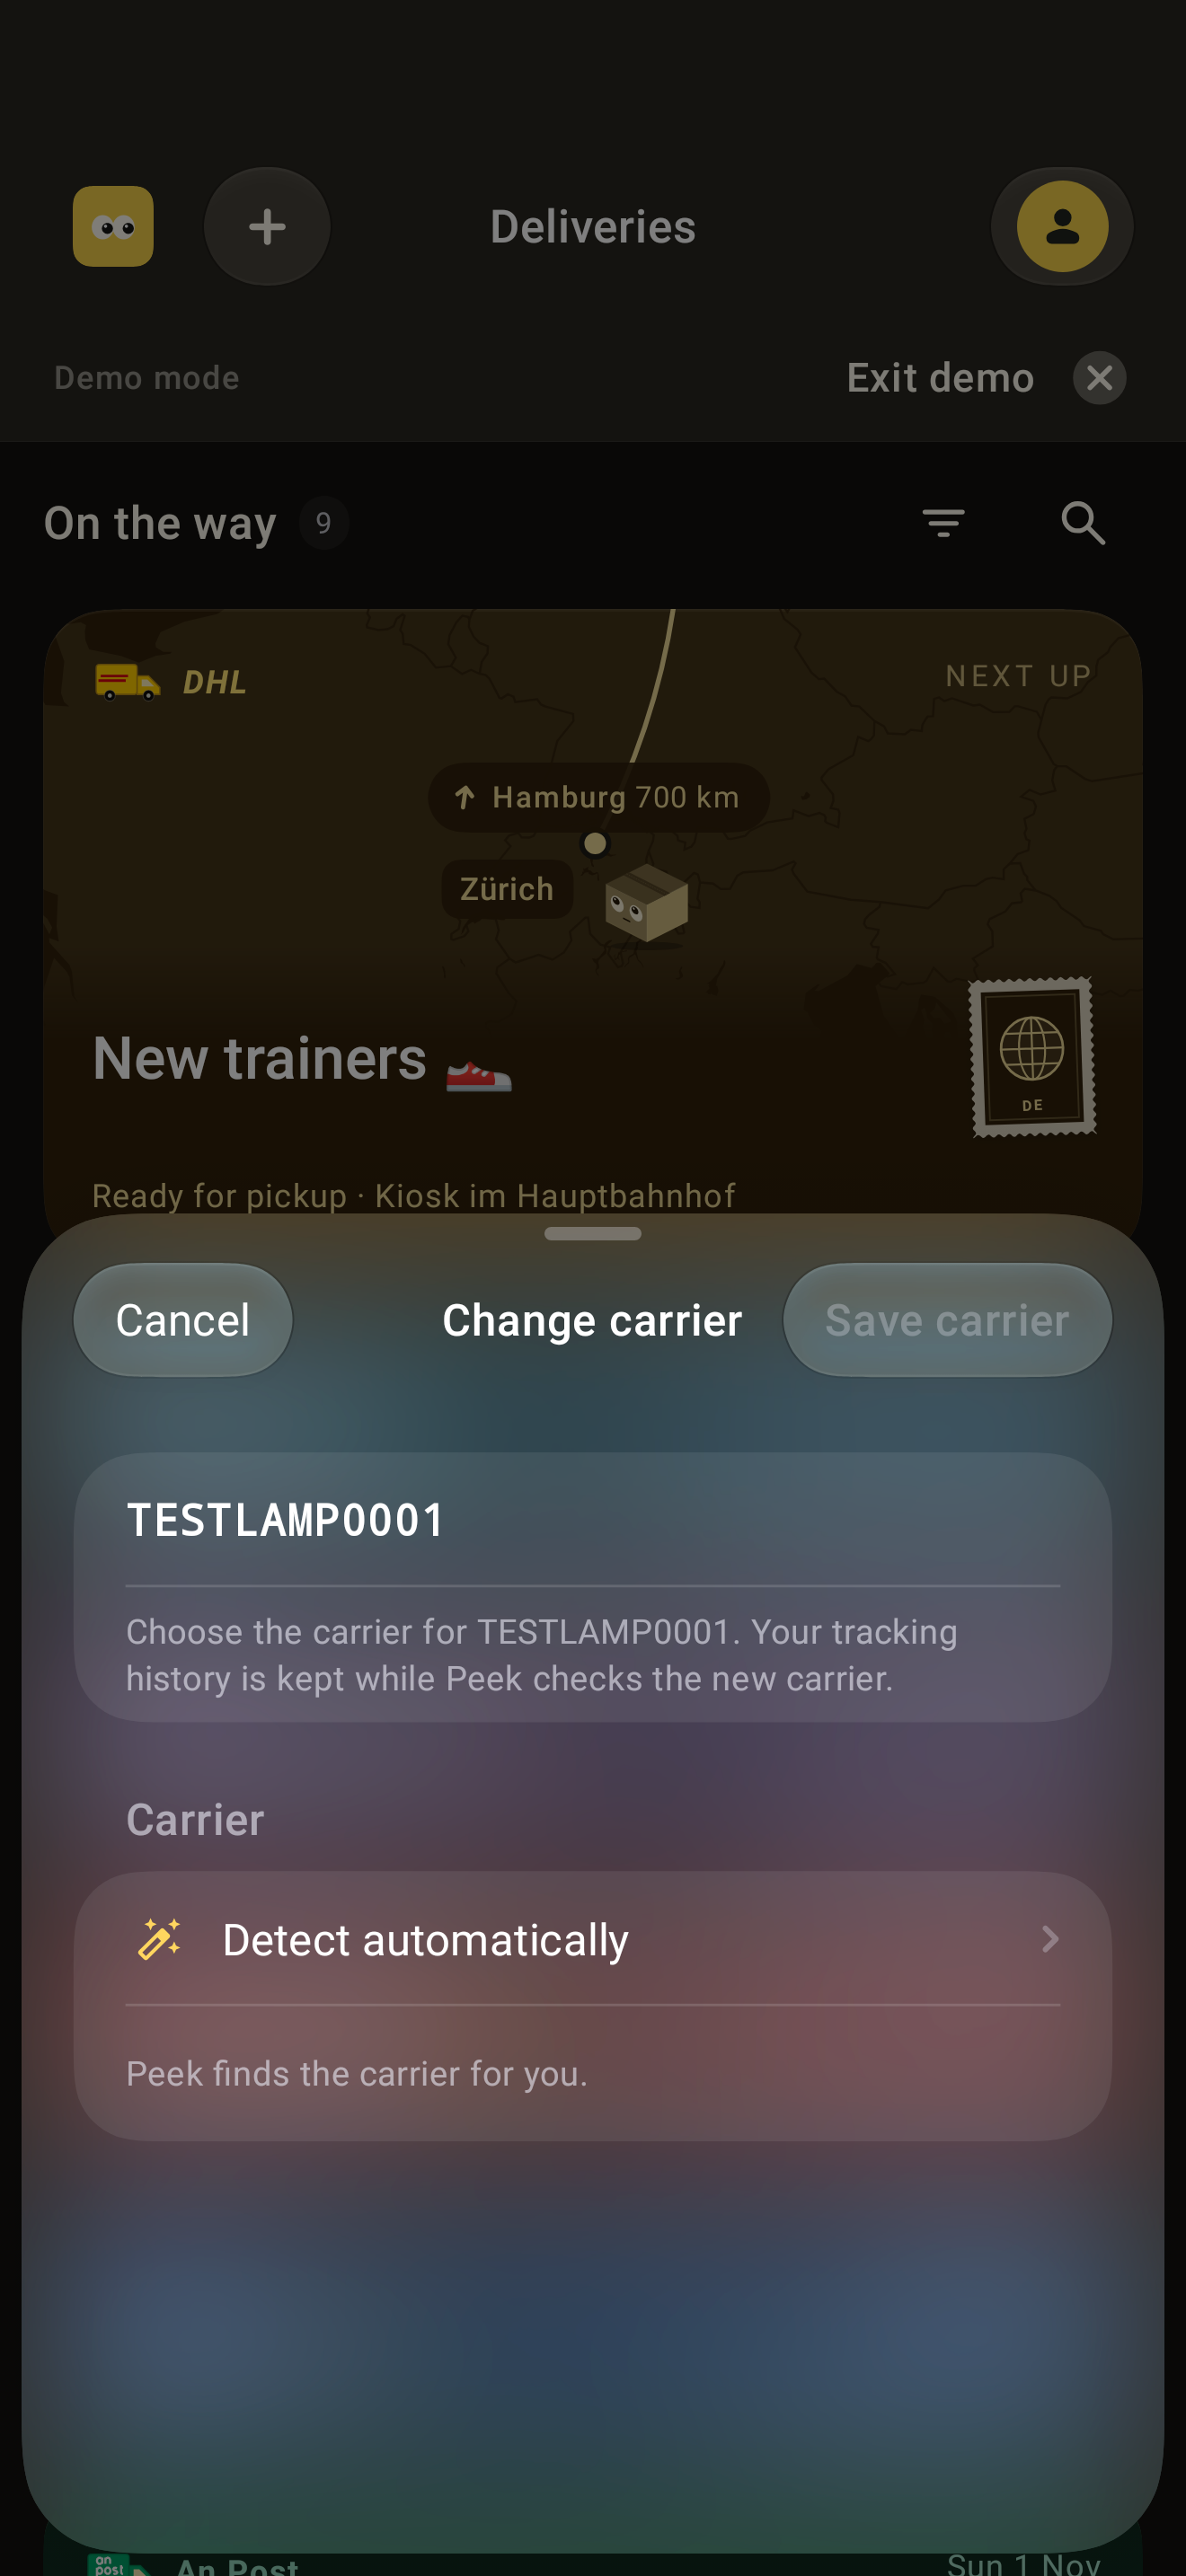 Deliveries
Demo mode
Exit demo
On the way 9
DHL
NEXT UP
Hamburg 700 km
Zürich
New trainers
DE
Ready for pickup · Kiosk im Hauptbahnhof
Cancel
Change carrier
Save carrier
TESTLAMP0001
Choose the carrier for TESTLAMP0001. Your tracking
history is kept while Peek checks the new carrier.
Carrier
Detect automatically
Peek finds the carrier for you.
an
post
An Post
Sun 1 Nov